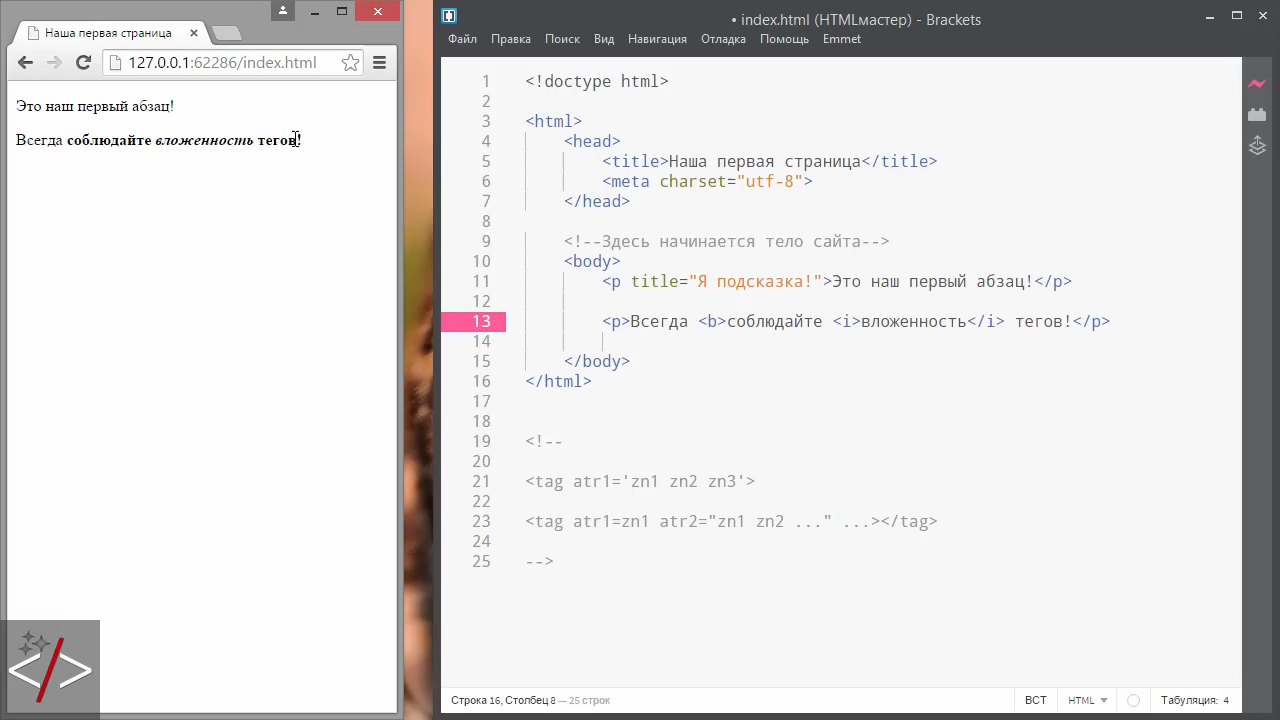 Наша первая страница
127.0.0.1:62286/index.html
Это наш первый абзац!
Всегда соблюдайте вложенность тегов!
• index.html (HTMLмастер) - Brackets
Файл Правка Поиск Вид Навигация Отладка Помощь Emmet
1 <!doctype html>
2
3 <html>
4 <head>
5 <title>Наша первая страница</title>
6 <meta charset="utf-8">
7 </head>
8
9 <!--Здесь начинается тело сайта-->
10 <body>
11 <p title="Я подсказка!">Это наш первый абзац!</p>
12
13 <p>Всегда <b>соблюдайте <i>вложенность</i> тегов!</p>
14
15 </body>
16 </html>
17
18
19 <!--
20
21 <tag atr1='zn1 zn2 zn3'>
22
23 <tag atr1=zn1 atr2="zn1 zn2 ..." ...></tag>
24
25 -->
Строка 16, Столбец 8 — 25 строк
ВСТ HTML Табуляция: 4